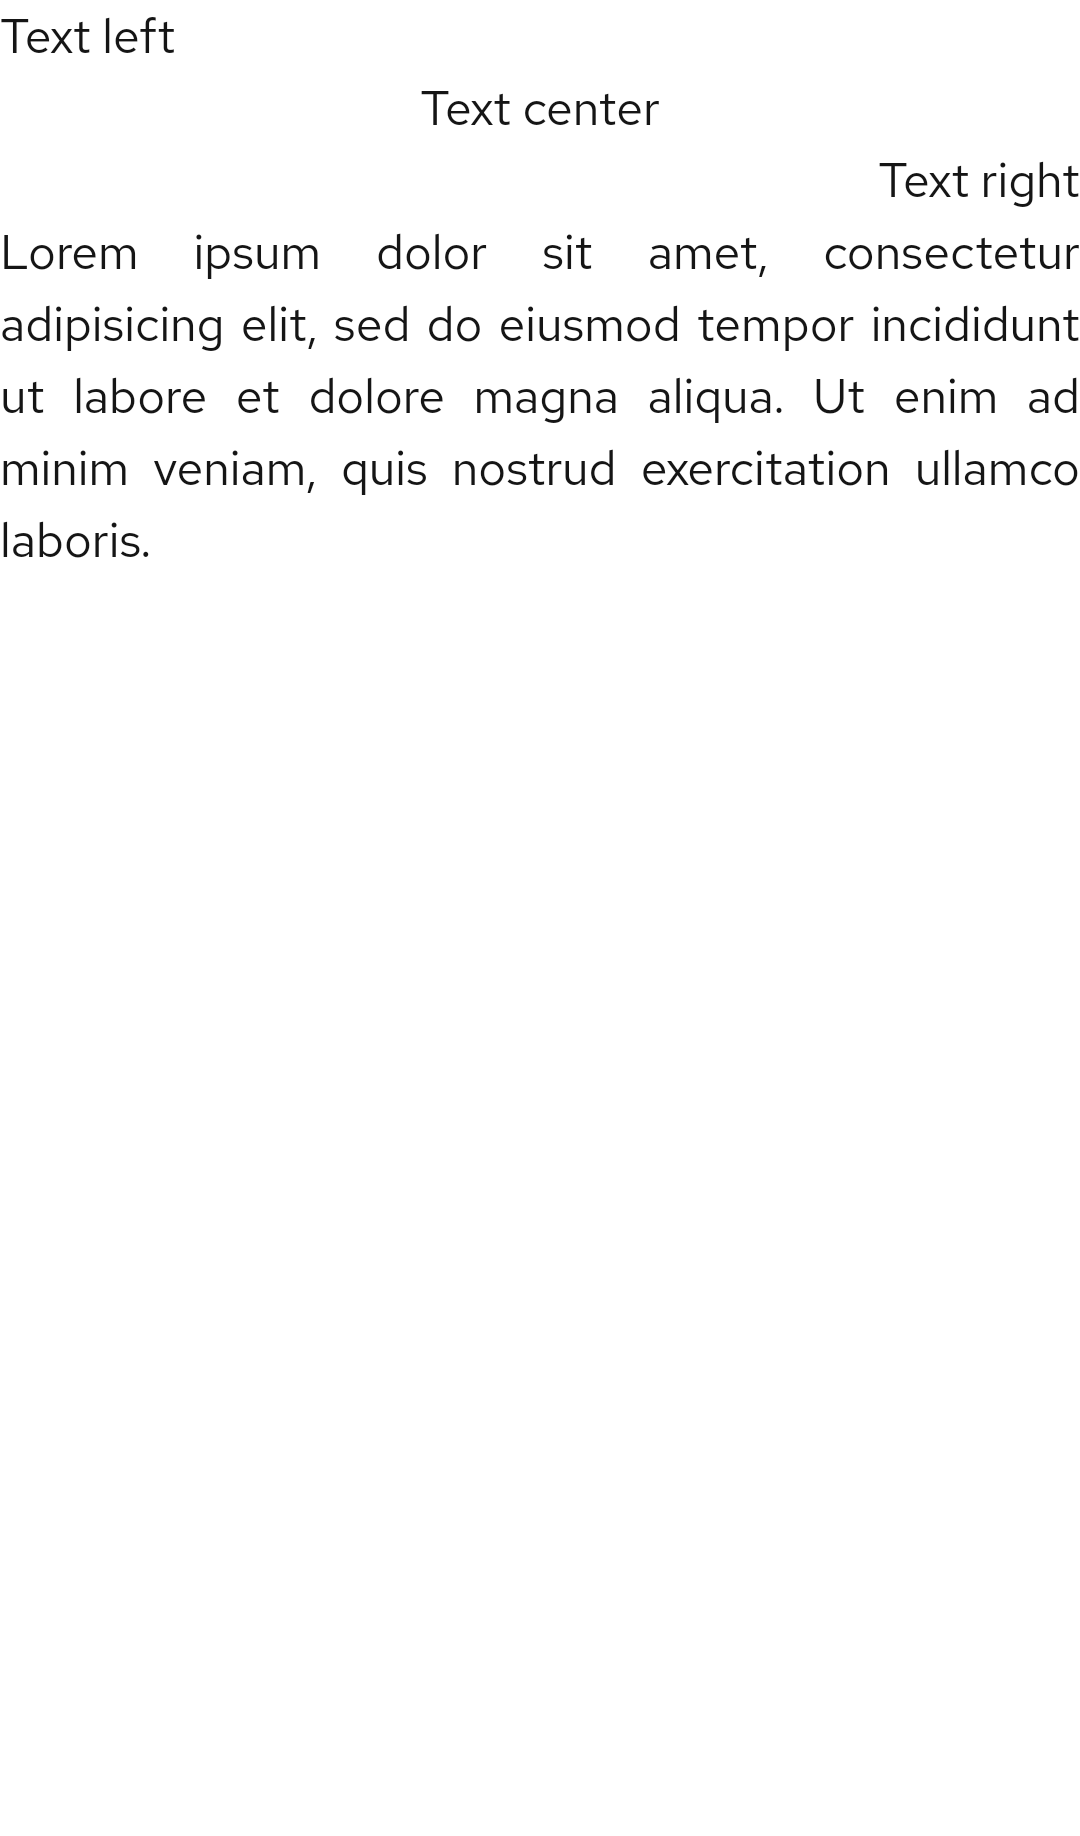 Text left
Text center
Text right
Lorem ipsum dolor sit amet, consectetur
adipisicing elit, sed do eiusmod tempor incididunt
ut labore et dolore magna aliqua. Ut enim ad
minim veniam, quis nostrud exercitation ullamco
laboris.